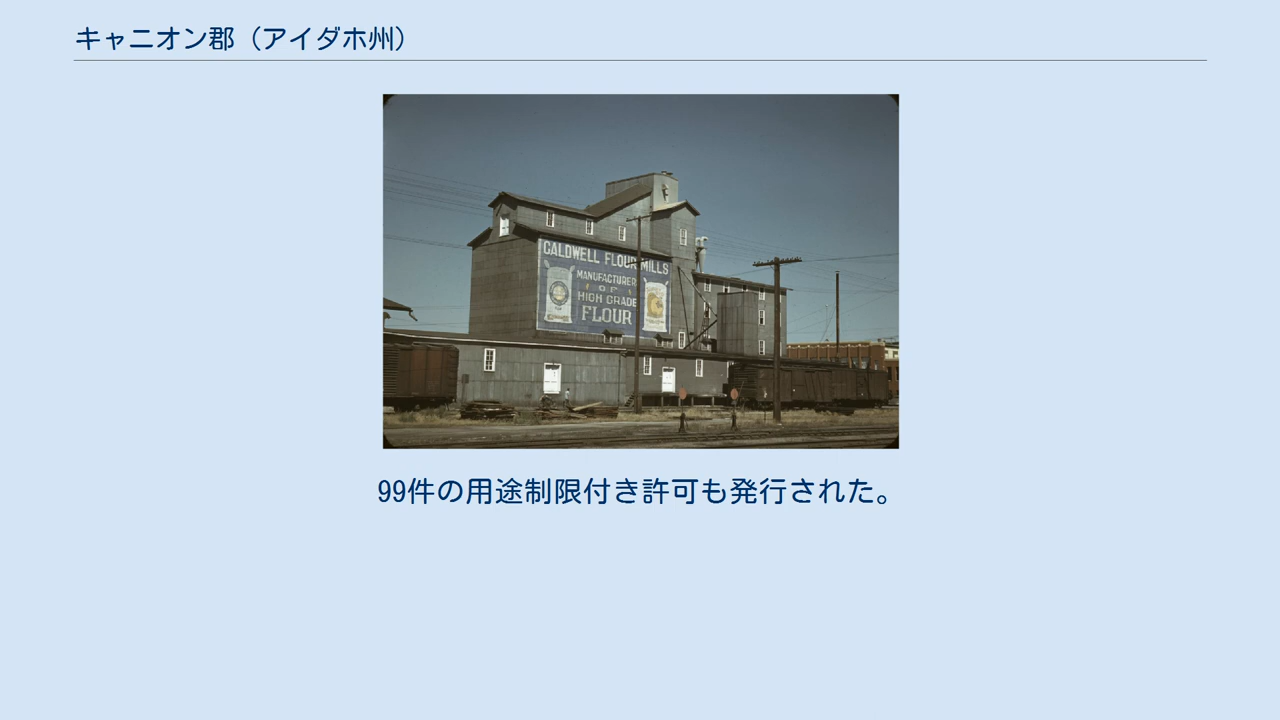 キャニオン郡（アイダホ州）
CALDWELL FLOUR MILLS
MANUFACTURER
OF
HIGH GRADE
FLOUR
99件の用途制限付き許可も発行された。